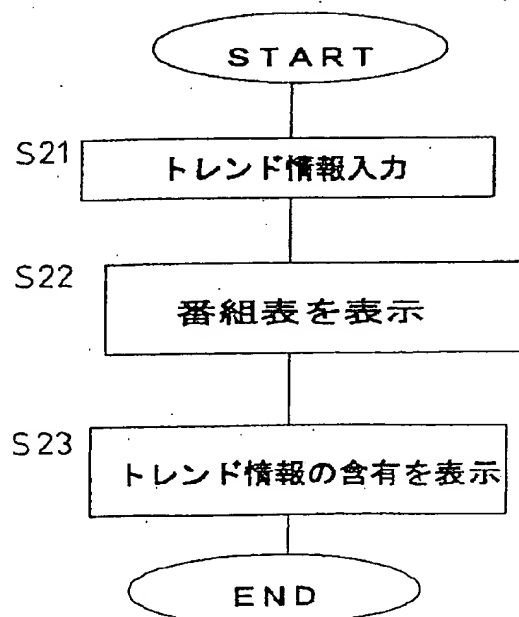 START
S21
トレンド情報入力
S22
番組表を表示
S23
トレンド情報の含有を表示
END